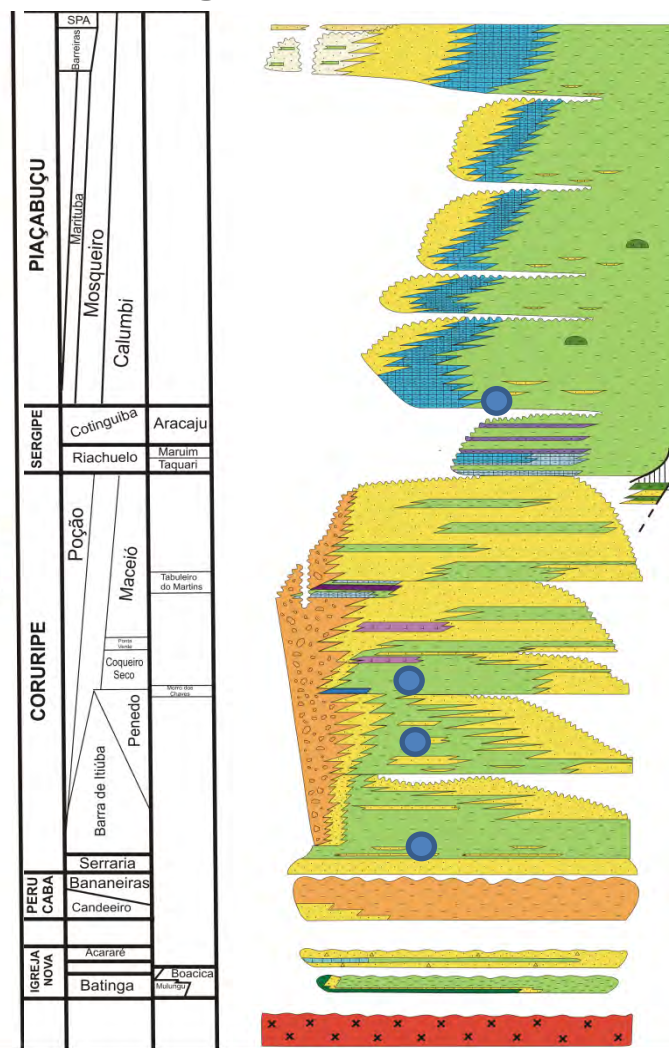 SPA
Barreiras
PIAÇABUÇU
Marituba
Mosqueiro
Calumbi
SERGIPE
Cotinguiba
Aracaju
Riachuelo
Maruim
Taquari
CORURIPE
Poção
Maceió
Tabuleiro
do Martins
Ponta
Verde
Coqueiro
Seco
Morro dos
Chaves
Penedo
Barra de Itiúba
Serraria
PERU
CABA
Bananeiras
Candeeiro
IGREJA
NOVA
Acararé
Boacica
Batinga
Mulungu